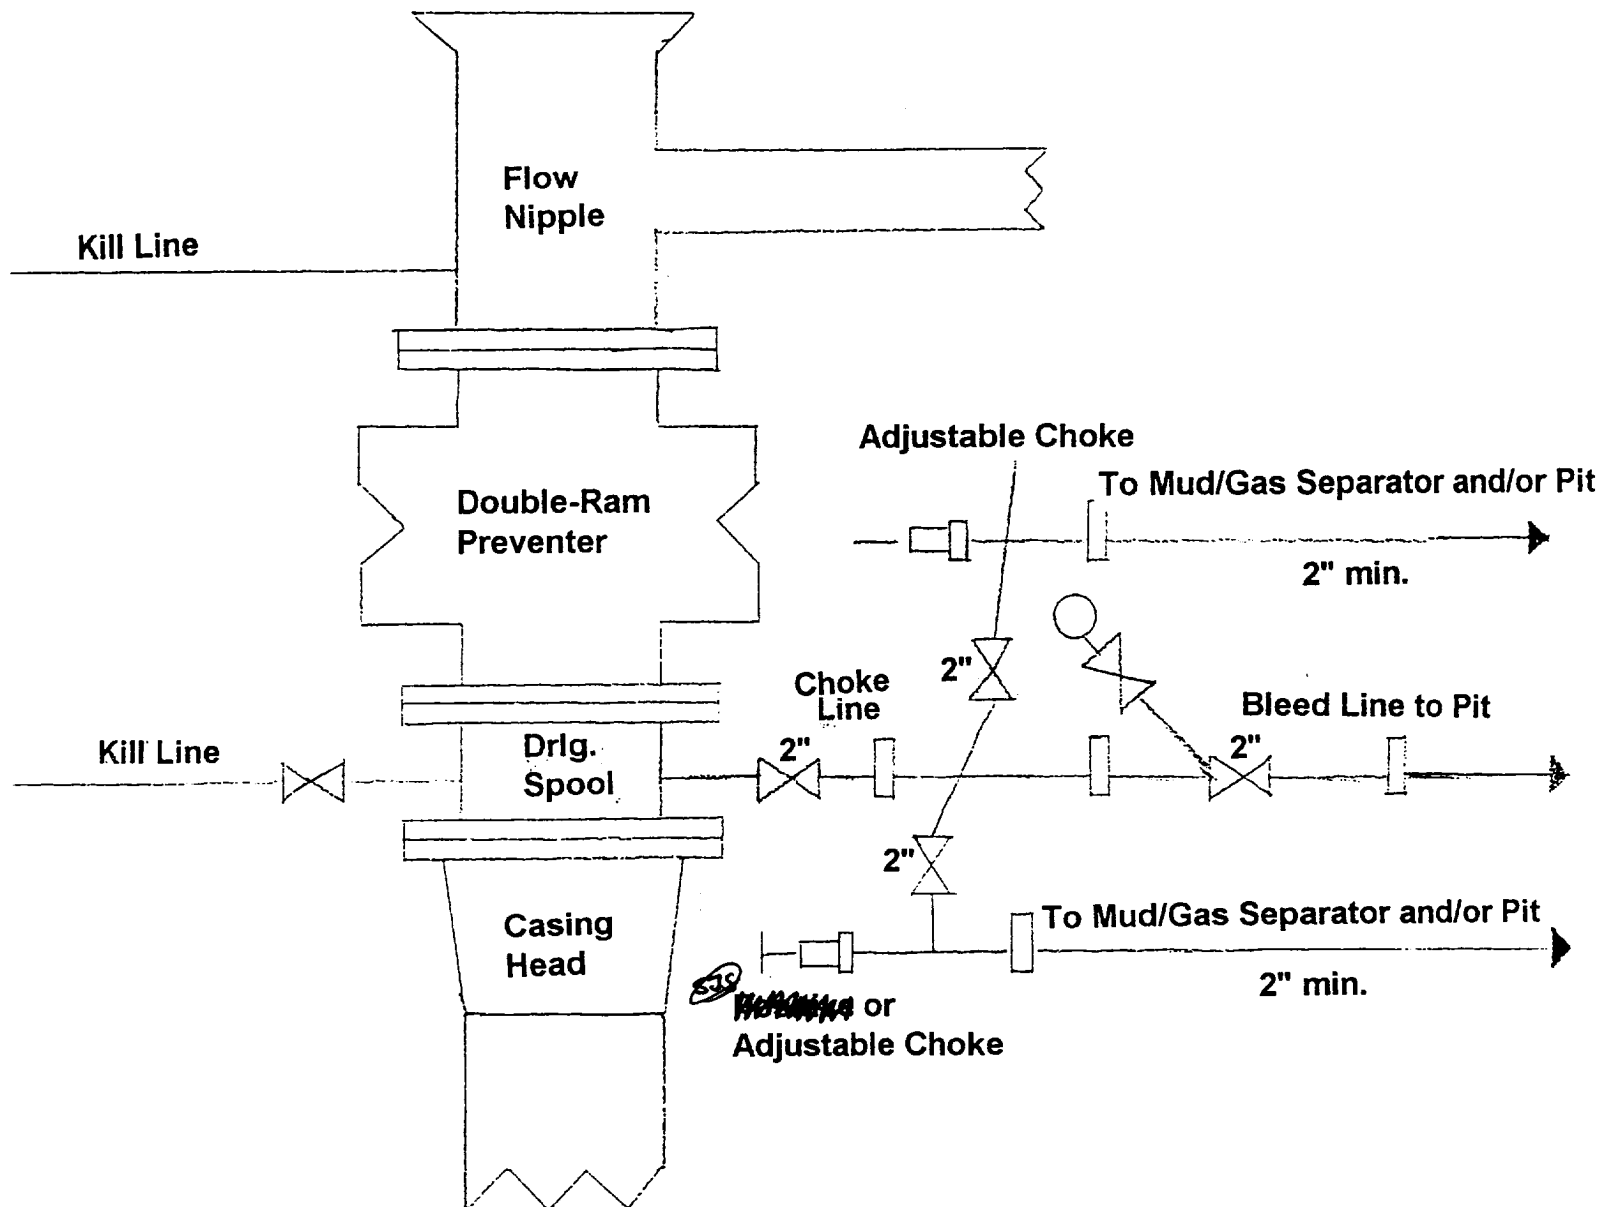 Flow
Nipple
Kill Line
Adjustable Choke
To Mud/Gas Separator and/or Pit
Double-Ram
Preventer
2" min.
2"
Choke
Line
Bleed Line to Pit
Kill Line
Drlg.
Spool
2"
2"
2"
Casing
Head
To Mud/Gas Separator and/or Pit
2" min.
SJS
or
Adjustable Choke